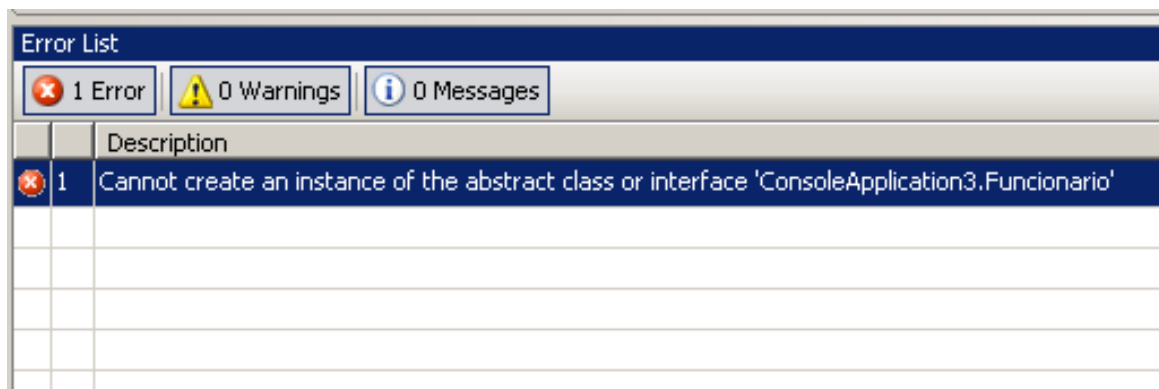 Error List
1 Error 0 Warnings 0 Messages
Description
1 Cannot create an instance of the abstract class or interface 'ConsoleApplication3.Funcionario'